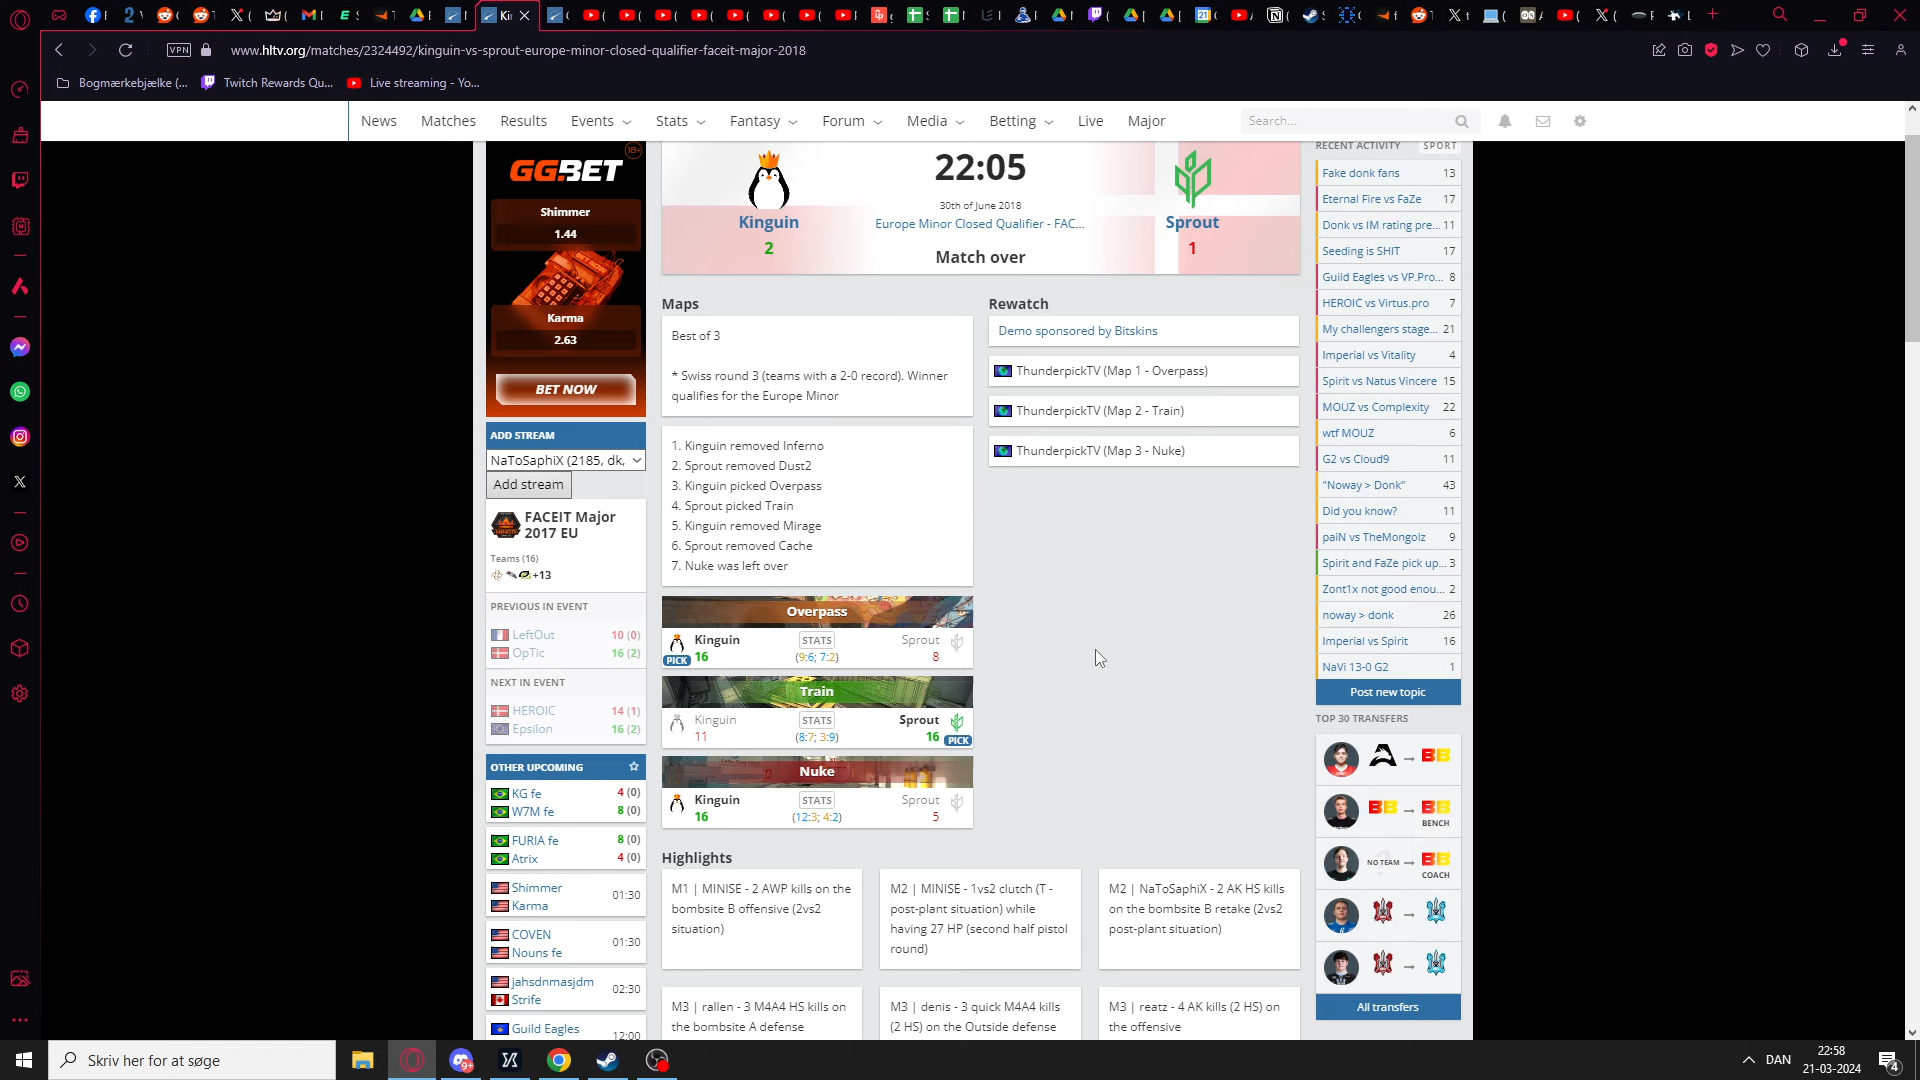 VPN
www.hltv.org/matches/2324492/kinguin-vs-sprout-europe-minor-closed-qualifier-faceit-major-2018
Bogmærkebjælke (...
Twitch Rewards Qu...
Live streaming - Yo...
News
Matches
Results
Events
Stats
Fantasy
Forum
Media
Betting
Live
Major
Search...
GG.BET
18+
Shimmer
1.44
BET NOW
Karma
2.63
BET NOW
ADD STREAM
NaToSaphiX (2185, dk,
Add stream
FACEIT Major
2017 EU
Teams (16)
+13
PREVIOUS IN EVENT
LeftOut 10 (0)
OpTic 16 (2)
NEXT IN EVENT
HEROIC 14 (1)
Epsilon 16 (2)
OTHER UPCOMING
KG fe 4 (0)
W7M fe 8 (0)
FURIA fe 8 (0)
Atrix 4 (0)
Shimmer
Karma
01:30
COVEN
Nouns fe
01:30
jahsdnmasjdm
Strife
02:30
Guild Eagles
12:00
Kinguin
2
22:05
30th of June 2018
Europe Minor Closed Qualifier - FAC...
Match over
Sprout
1
Maps
Best of 3
* Swiss round 3 (teams with a 2-0 record). Winner
qualifies for the Europe Minor
1. Kinguin removed Inferno
2. Sprout removed Dust2
3. Kinguin picked Overpass
4. Sprout picked Train
5. Kinguin removed Mirage
6. Sprout removed Cache
7. Nuke was left over
Overpass
Kinguin STATS Sprout
PICK 16 (9:6; 7:2) 8
Train
Kinguin STATS Sprout
11 (8:7; 3:9) 16 PICK
Nuke
Kinguin STATS Sprout
16 (12:3; 4:2) 5
Rewatch
Demo sponsored by Bitskins
ThunderpickTV (Map 1 - Overpass)
ThunderpickTV (Map 2 - Train)
ThunderpickTV (Map 3 - Nuke)
Highlights
M1 | MINISE - 2 AWP kills on the
bombsite B offensive (2vs2
situation)
M2 | MINISE - 1vs2 clutch (T -
post-plant situation) while
having 27 HP (second half pistol
round)
M2 | NaToSaphiX - 2 AK HS kills
on the bombsite B retake (2vs2
post-plant situation)
M3 | rallen - 3 M4A4 HS kills on
the bombsite A defense
M3 | denis - 3 quick M4A4 kills
(2 HS) on the Outside defense
M3 | reatz - 4 AK kills (2 HS) on
the offensive
RECENT ACTIVITY SPORT
Fake donk fans 13
Eternal Fire vs FaZe 17
Donk vs IM rating pre... 11
Seeding is SHIT 17
Guild Eagles vs VP.Pro... 8
HEROIC vs Virtus.pro 7
My challengers stage... 21
Imperial vs Vitality 4
Spirit vs Natus Vincere 15
MOUZ vs Complexity 22
wtf MOUZ 6
G2 vs Cloud9 11
"Noway > Donk" 43
Did you know? 11
paiN vs TheMongolz 9
Spirit and FaZe pick up... 3
Zont1x not good enou... 2
noway > donk 26
Imperial vs Spirit 16
NaVi 13-0 G2 1
Post new topic
TOP 30 TRANSFERS
BB
BB BB
BENCH
NO TEAM BB
COACH
All transfers
Skriv her for at søge
9+
DAN
22:58
21-03-2024
4